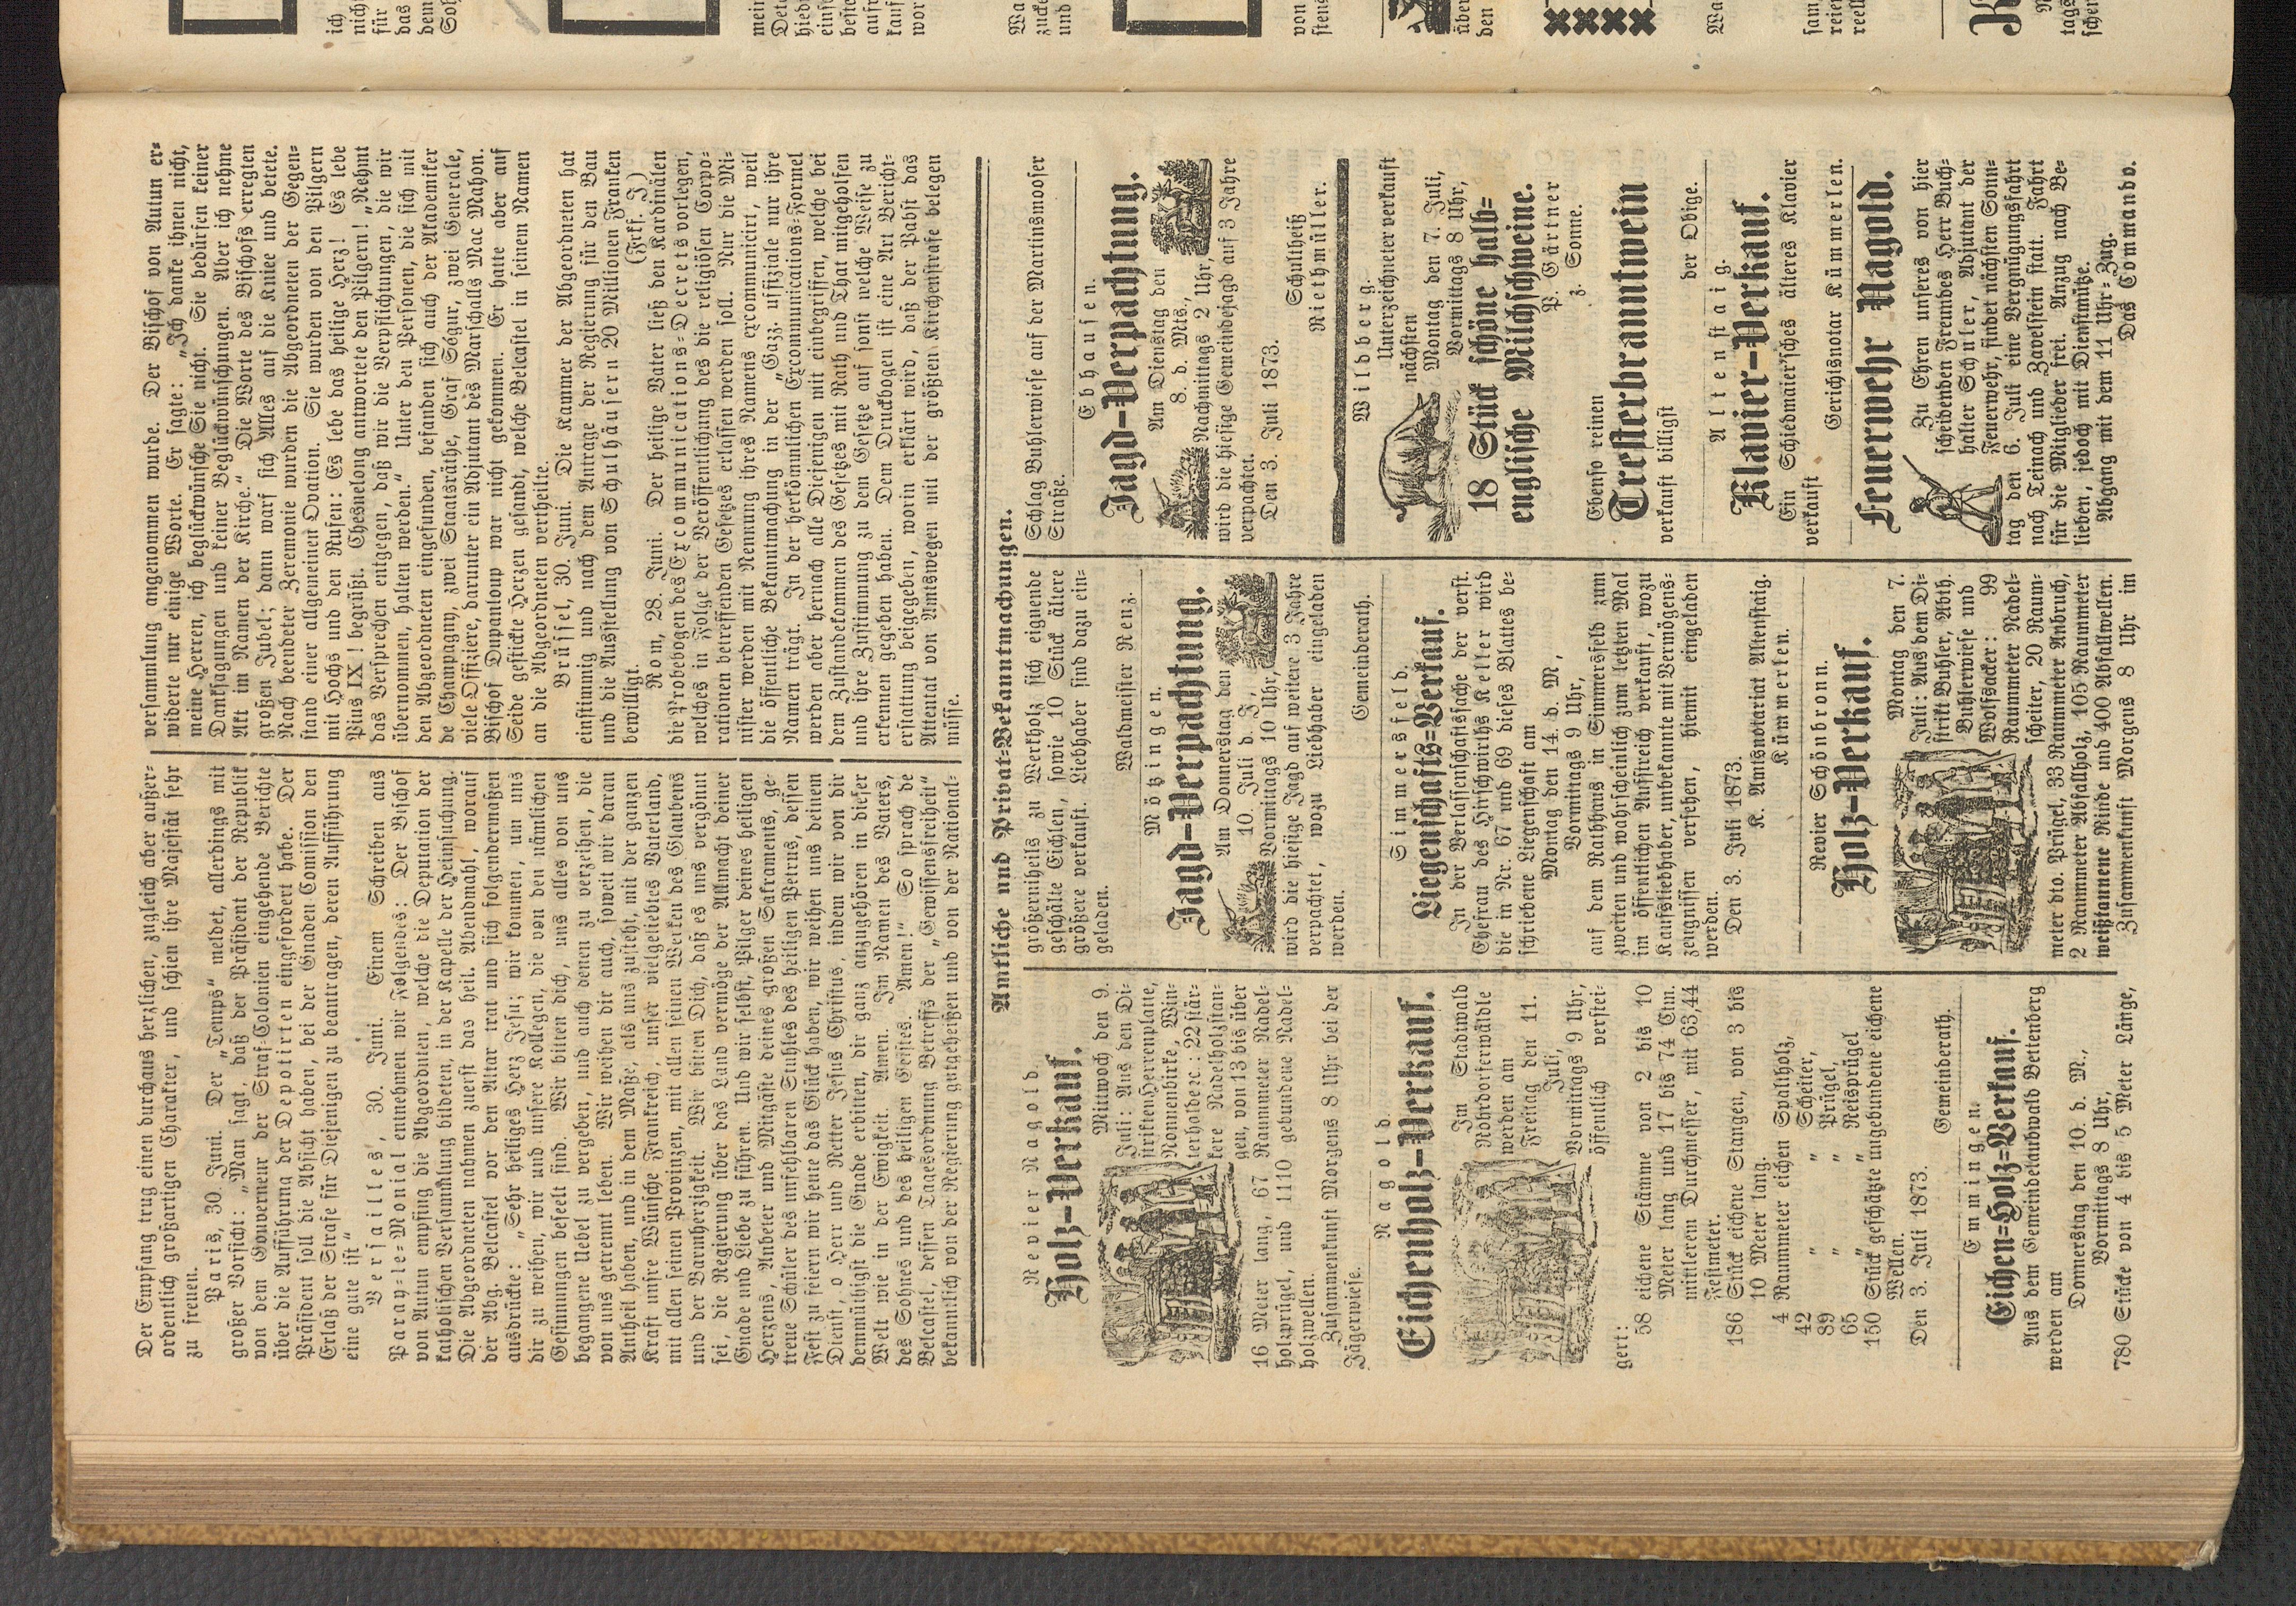 Der Empfang trug einen durchaus herzlichen, zugleich aber außer-
ordentlich großartigen Charakter, und schien ihre Majestät sehr
zu freuen.
Paris, 30. Juni. Der „Temps“ meldet, allerdings mit
großer Vorsicht: „Man sagt, daß der Präsident der Republik
von dem Gouverneur der Straf-Colonien eingehende Berichte
über die Aufführung der Deportirten eingefordert habe. Der
Präsident soll die Absicht haben, bei der Gnaden Comission den
Erlaß der Strafe für Diejenigen zu beantragen, deren Aufführung
eine gute ist“
Versailles, 30. Juni. Einem Schreiben aus
Paray-le-Monial entnehmen wir Folgendes: Der Bischof
von Autun empfing die Abgeordnten, welche die Deputation der
katholischen Versammlung bildeten, in der Kapelle der Heimsuchung.
Die Abgeordneten nahmen zuerst das heil. Abendmahl, worauf
der Abg. Belcastel vor den Altar trat und sich folgendermaßen
ausdrückte: „Sehr heiliges Herz Jesu; wir kommen, um uns
dir zu weihen, wir und unsere Kollegen, die von den nämlichen
Gesinnungen beseelt sind. Wir bitten dich, uns alles von uns
begangene Uebel zu vergeben, und auch denen zu verzeihen, die
von uns getrennt leben. Wir weihen dir auch, soweit wir daran
Antheil haben, und in dem Maße, als uns zusteht, mit der ganzen
Kraft unsre Wünsche Frankreich, unser vielgeliebtes Vaterland,
mit allen seinen Provinzen, mit allen seinen Werken des Glaubens
und der Barmherzigkeit. Wir bitten Dich, daß es uns vergönnt
sei, die Regierung über das Land vermöge der Allmacht deiner
Gnade und Liebe zu führen. Und wir selbst, Pilger deines heiligen
Herzens, Anbeter und Mitgäste deines großen Sakraments, ge-
treue Schüler des unfehlbaren Stuhles des heiligen Petrus, dessen
Fest zu feiern wir heute das Glück haben, wir weihen uns deinem
Dienst, o Herr und Retter Jesus Christus, indem wir von dir
demmüthigst die Gnade erbitten, dir ganz anzugehören in dieser
Welt wie in der Ewigkeit. Amen. Im Namen des Vaters,
des Sohnes und des heiligen Geistes. Amen!“ So sprach de
Belcastel, dessen Tagesordnung Betreffs der „Gewissensfreiheit“
bekanntlich von der Regierung gutgeheißen und von der National-
versammlung angenommen wurde. Der Bischof von Autun er-
widerte nur einige Worte. Er sagte: „Ich danke ihnen nicht,
meine Herren, ich beglückwünsche Sie nicht. Sie bedürfen keiner
Danksagungen und keiner Beglückwünschungen. Aber ich nehme
Akt im Namen der Kirche.“ Die Worte des Bischofs erregten
großen Jubel; dann warf sich Alles auf die Kniee und betete.
Nach beendeter Zeremonie wurden die Abgeordneten der Gegen-
stand einer allgemeinen Ovation. Sie wurden von den Pilgern
mit Hochs und den Rufen: Es lebe das heilige Herz! Es lebe
Pius IX! begrüßt. Chesnelong antwortete den Pilgern: „Nehmt
das Versprechen entgegen, daß wir die Verpflichtungen, die wir
übernommen, halten werden.“ Unter den Personen, die sich mit
den Abgeordneten eingefunden, befanden sich auch der Akademiker
de Champagny, zwei Staatsräthe, Graf Ségur, zwei Generale,
viele Offiziere, darunter ein Adjutant des Marschalls Mac Mahon.
Bischof Dupanloup war nicht gekommen. Er hatte aber auf
Seide gestickte Herzen gesandt, welche Belcastel in seinem Namen
an die Abgeordneten vertheilte.
Brüssel, 30. Juni. Die Kammer der Abgeordneten hat
einstimmig und nach dem Antrage der Regierung für den Bau
und die Ausstellung von Schulhäusern 20 Millionen Franken
bewilligt. (Frkf. J)
Rom, 28. Juni. Der heilige Vater ließ den Kardinälen
die Probebogen des Excommunications-Decrets vorlegen,
welches in Folge der Veröffentlichung des die religiösen Corpo-
rationen betreffenden Gesetzes erlassen werden soll. Nur die Mi-
nister werden mit Nennung ihres Namens excommunicirt, weil
die öffentliche Bekanntmachung in der „Gazz. uffiziale nur ihre
Namen trägt. In der herkömmlichen Excommunications-Formel
werden aber hernach alle Diejenigen mit einbegriffen, welche bei
dem Zustandekommen des Gesetzes mit Rath und That mitgeholfen
und ihre Zustimmung zu dem Gesetze auf sonst welche Weise zu
erkennen gegeben haben. Dem Druckbogen ist eine Art Bericht-
erstattung beigegeben, worin erklärt wird, daß der Pabst das
Attentat von Amtswegen mit der größten Kirchenstrafe belegen
müsse.
Amtliche und Privat-Bekanntmachungen.
Revier Nagold.
Holz-Verkauf.
Mittwoch den 9.
Juli: Aus den Di-
strikten Herrenplatte,
Nonnenbirke, Win-
terhalde ꝛc.: 22 stär-
kere Nadelholzstan-
gen, von 13 bis über
16 Meter lang, 67 Raummeter Nadel-
holzprügel, und 1110 gebundene Nadel-
holzwellen.
Zusammenkunft Morgens 8 Uhr bei der
Jägerwiese.
Nagold.
Eichenholz-Verkauf.
Im Stadtwald
Rohrdorferwäldle
werden am
Freitag den 11.
Juli,
Vormittags 9 Uhr,
öffentlich verstei-
gert:
58 eichene Stämme von 2 bis 10
Meter lang und 17 bis 74 Ctm.
mittleren Durchmesser, mit 63,44
Festmeter.
186 Stück eichene Stangen, von 3 bis
10 Meter lang.
4 Raummeter eichen Spaltholz,
42 „ „ Scheiter,
89 „ „ Prügel,
65 „ „ Reisprügel
150 Stück geschätzte ungebundene eichene
Wellen.
Den 3. Juli 1873.
Gemeinderath.
Emmingen.
Eichen-Holz-Verkauf.
Aus dem Gemeindelaubwald Bettenberg
werden am
Donnerstag den 10. d. M.,
Vormittags 8 Uhr,
780 Stücke von 4 bis 5 Meter Länge,
größerntheils zu Werkholz sich eignende
geschälte Eichlen, sowie 10 Stück ältere
größere verkauft. Liebhaber sind dazu ein-
geladen.
Waldmeister Renz.
Mötzingen.
Jagd-Verpachtung.
Am Donnerstag den
10. Juli d. J.,
Vormittags 10 Uhr,
wird die hiesige Jagd auf weitere 3 Jahre
verpachtet, wozu Liebhaber eingeladen
werden.
Gemeinderath.
Simmersfeld.
Liegenschafts-Verkauf.
In der Verlassenschaftssache der verst.
Ehefrau des Hirschwirths Keller wird
die in Nr. 67 und 69 dieses Blattes be-
schriebene Liegenschaft am
Montag den 14. d. M,
Vormittags 9 Uhr,
auf dem Rathhaus in Simmersfeld zum
zweiten und wahrscheinlich zum letzten Mal
im öffentlichen Aufstreich verkauft, wozu
Kaufsliebhaber, unbekannte mit Vermögens-
zeugnissen versehen, hiemit eingeladen
werden.
Den 3. Juli 1873.
K. Amtsnotariat Altenstaig.
Kümmerlen.
Revier Schönbronn.
Holz-Verkauf.
Montag den 7.
Juli: Aus dem Di-
strikt Buhler, Abth.
Buhlerwiese und
Wolfsacker: 99
Raummeter Nadel-
scheiter, 20 Raum-
meter dto. Prügel, 33 Raummeter Anbruch,
2 Raummeter Abfallholz, 105 Raummeter
weißtannene Rinde und 400 Abfallwellen.
Zusammenkunft Morgens 8 Uhr im
Schlag Buhlerwiese auf der Martinsmooser
Straße.
Ebhausen.
Jagd-Verpachtung.
Am Dienstag den
8. d. Mts.,
Nachmittags 2 Uhr,
wird die hiesige Gemeindejagd auf 3 Jahre
verpachtet.
Den 3. Juli 1873.
Schultheiß
Riethmüller.
Wildberg.
Unterzeichneter verkauft
nächsten
Montag den 7. Juli,
Vormittags 8 Uhr,
18 Stück schöne halb-
englische Milchschweine.
P. Gärtner
z. Sonne.
Ebenso reinen
Tresterbranntwein
verkauft billigst
der Obige.
Altenstaig.
Klavier-Verkauf.
Ein Schiedmaier'sches älteres Klavier
verkauft
Gerichtsnotar Kümmerlen.
Feuerwehr Nagold.
Zu Ehren unseres von hier
scheidenden Freundes Herr Buch-
halter Schuler, Adjutant der
Feuerwehr, findet nächsten Sonn-
tag den 6. Juli eine Vergnügungsfahrt
nach Teinach und Zavelstein statt. Fahrt
für die Mitglieder frei. Anzug nach Be-
lieben, jedoch mit Dienstmütze.
Abgang mit dem 11 Uhr-Zug.
Das Commando.